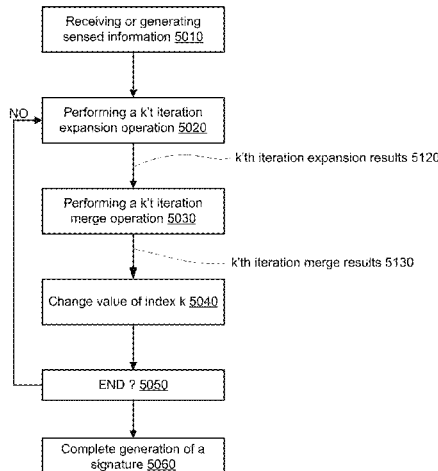 Receiving or generating
sensed information 5010
NO
Performing a k't iteration
expansion operation 5020
k'th iteration expansion results 5120
Performing a k't iteration
merge operation 5030
k'th iteration merge results 5130
Change value of index k 5040
END ? 5050
Complete generation of a
signature 5060